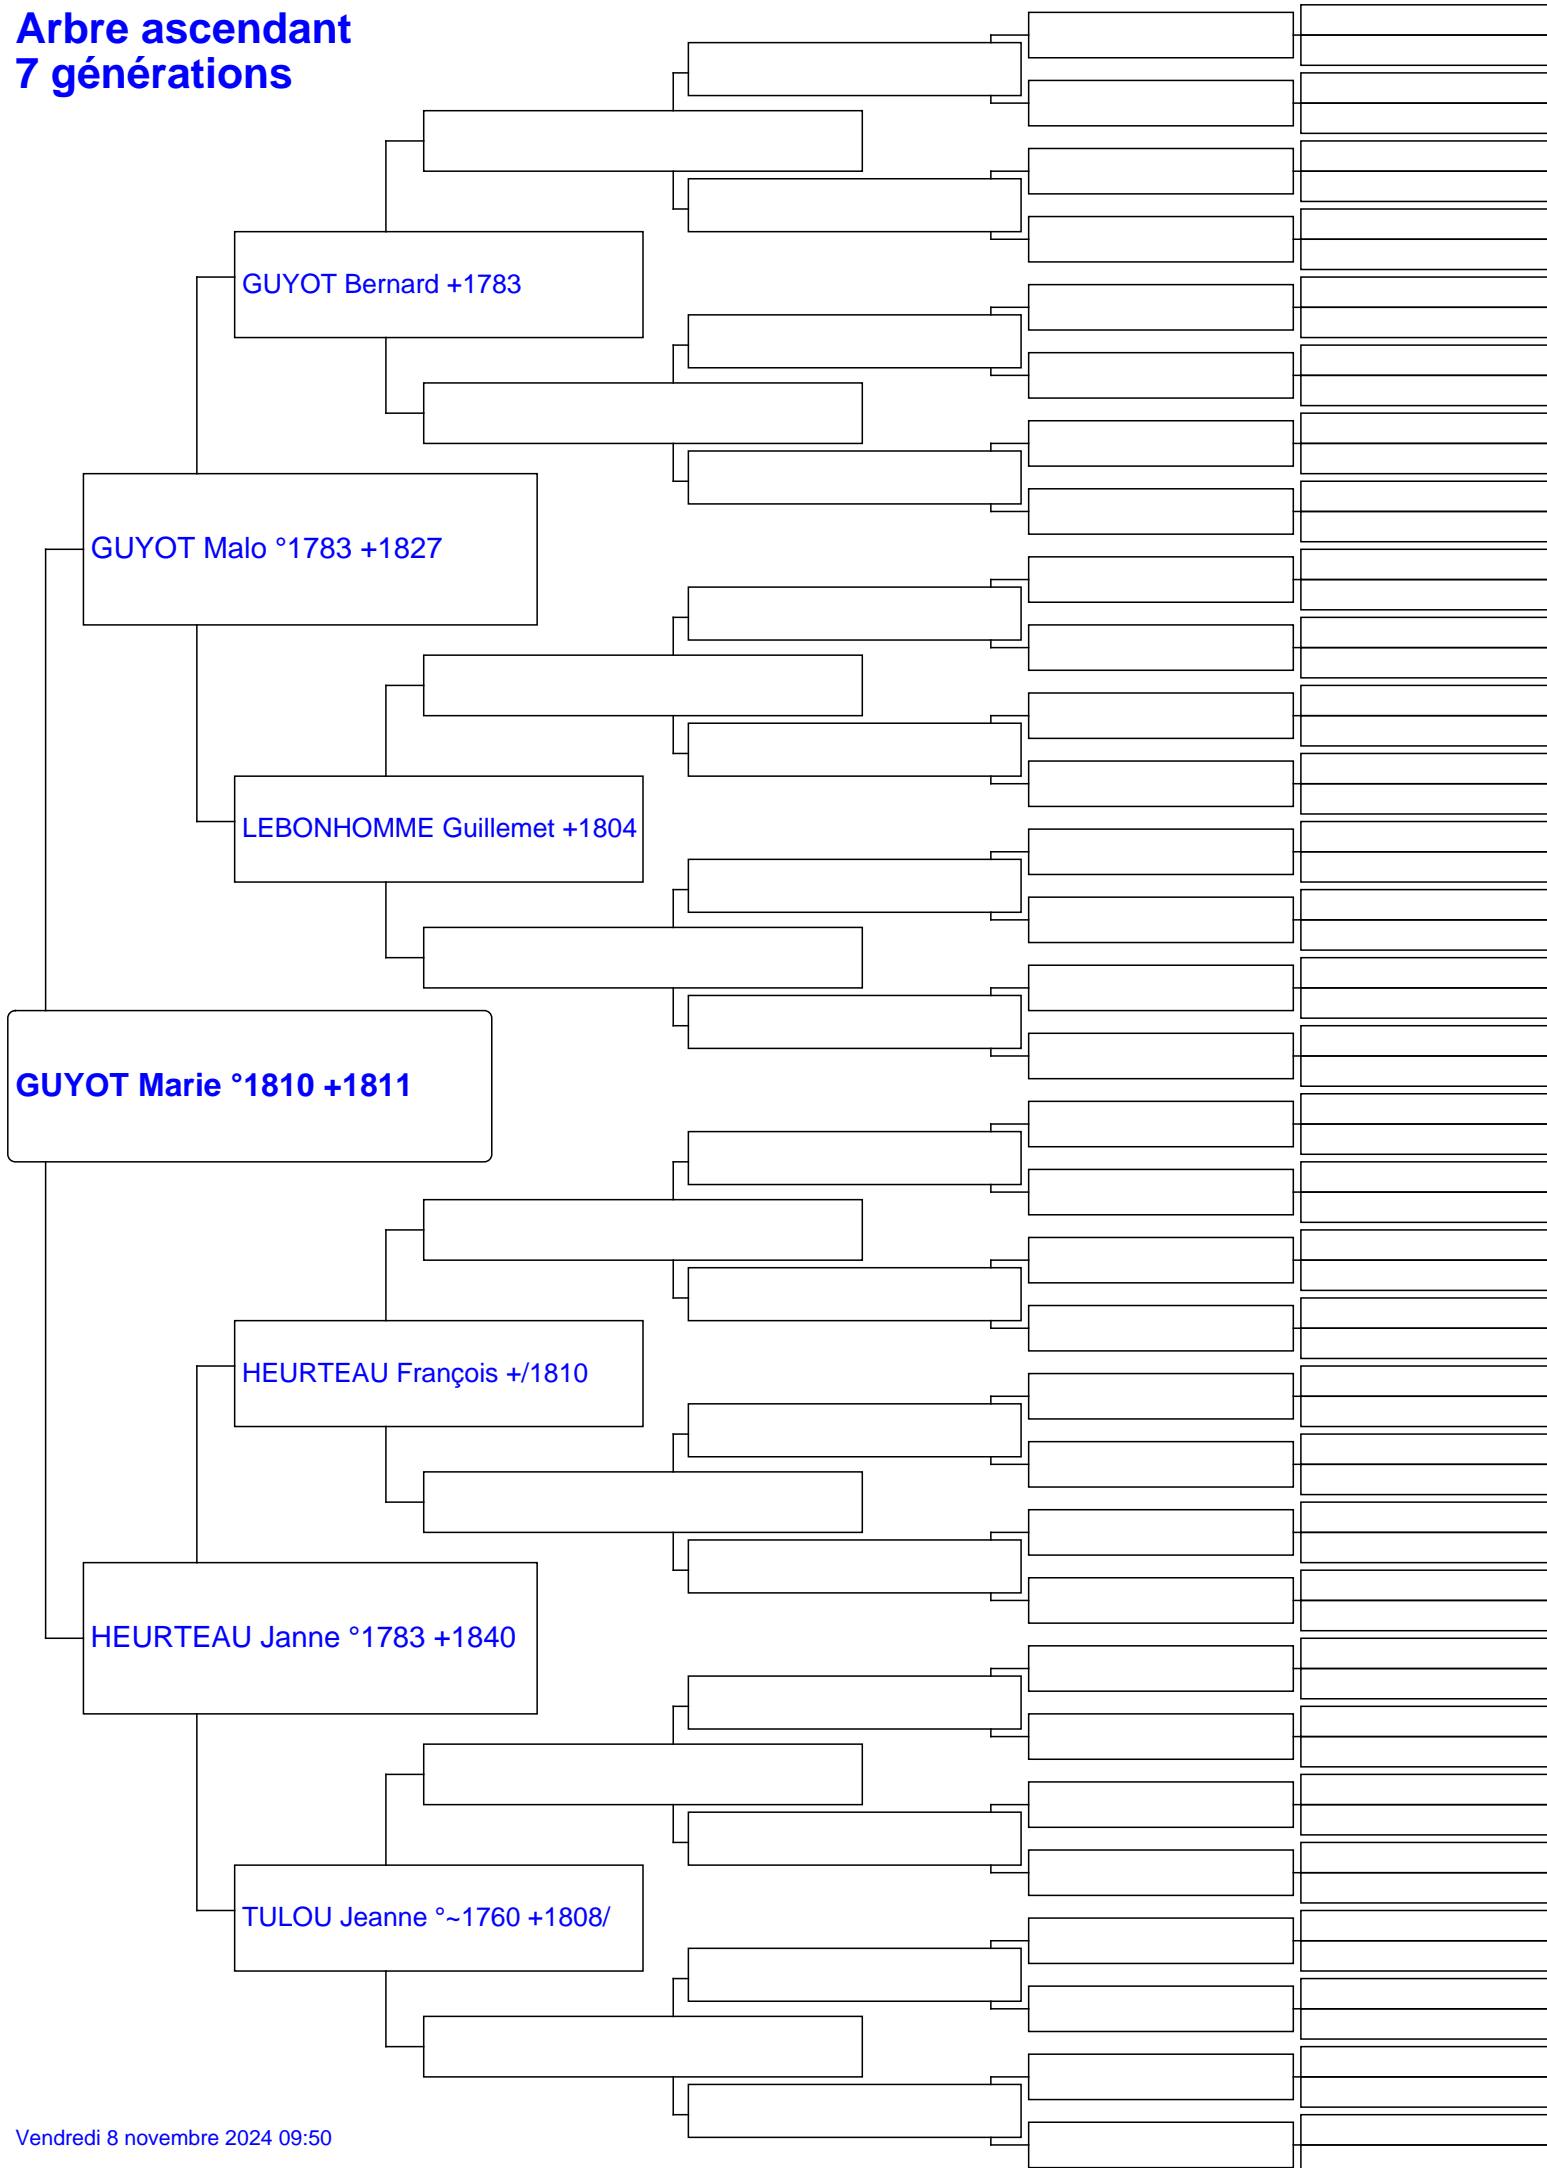 Arbre ascendant
7 générations
GUYOT Bernard +1783
GUYOT Malo °1783 +1827
LEBONHOMME Guillemet +1804
GUYOT Marie °1810 +1811
HEURTEAU François +/1810
HEURTEAU Janne °1783 +1840
TULOU Jeanne °~1760 +1808/
Vendredi 8 novembre 2024 09:50